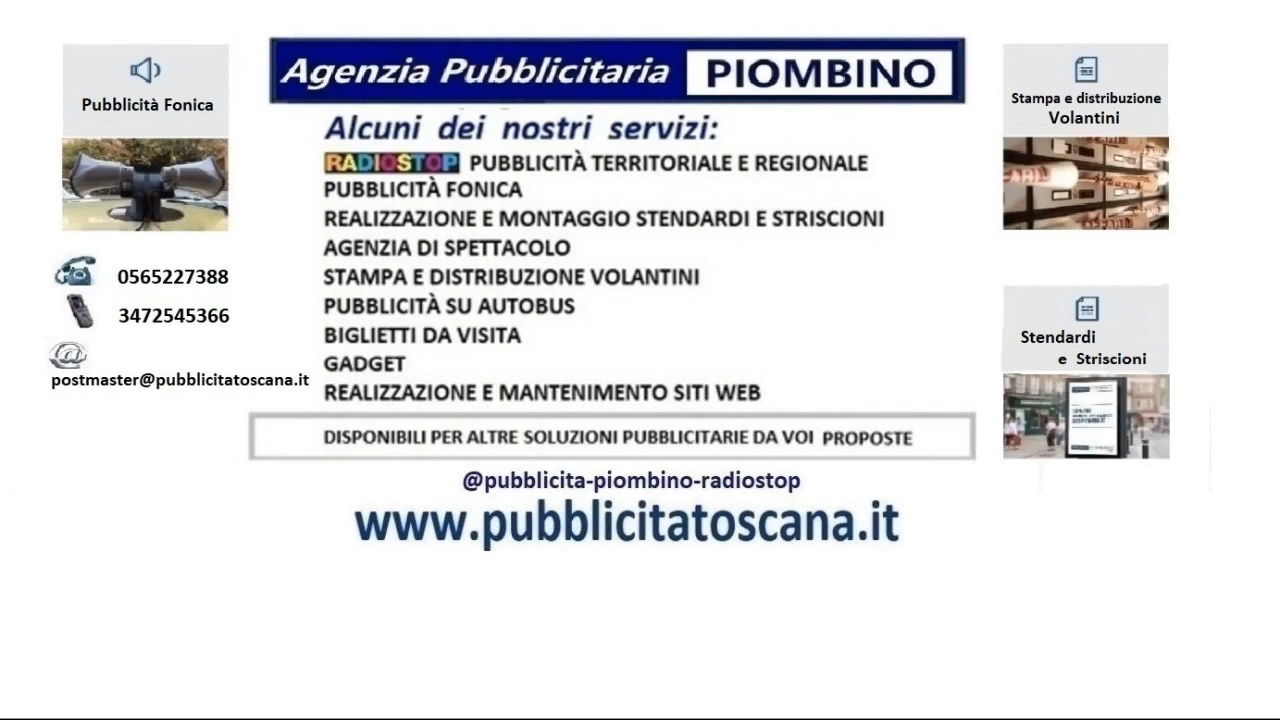 Agenzia Pubblicitaria PIOMBINO
Pubblicità Fonica
0565227388
3472545366
@
postmaster@pubblicitatoscana.it
Alcuni dei nostri servizi:
RADIOSTOP PUBBLICITÀ TERRITORIALE E REGIONALE
PUBBLICITÀ FONICA
REALIZZAZIONE E MONTAGGIO STENDARDI E STRISCIONI
AGENZIA DI SPETTACOLO
STAMPA E DISTRIBUZIONE VOLANTINI
PUBBLICITÀ SU AUTOBUS
BIGLIETTI DA VISITA
GADGET
REALIZZAZIONE E MANTENIMENTO SITI WEB
DISPONIBILI PER ALTRE SOLUZIONI PUBBLICITARIE DA VOI PROPOSTE
@pubblicita-piombino-radiostop
www.pubblicitatoscana.it
Stampa e distribuzione
Volantini
Stendardi
e Striscioni